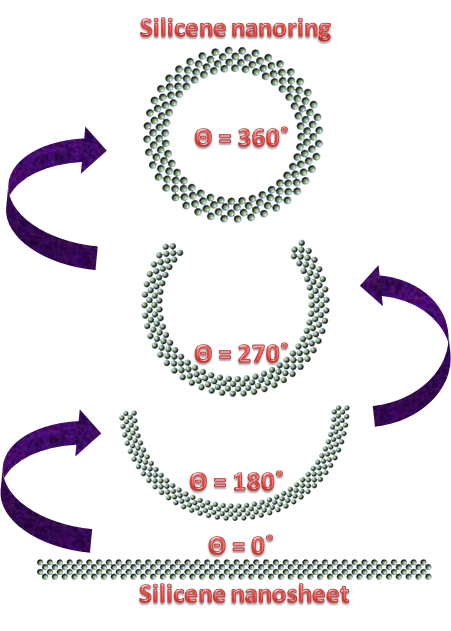 Silicene nanoring
Θ = 360°
Θ = 270°
Θ = 180°
Θ = 0°
Silicene nanosheet